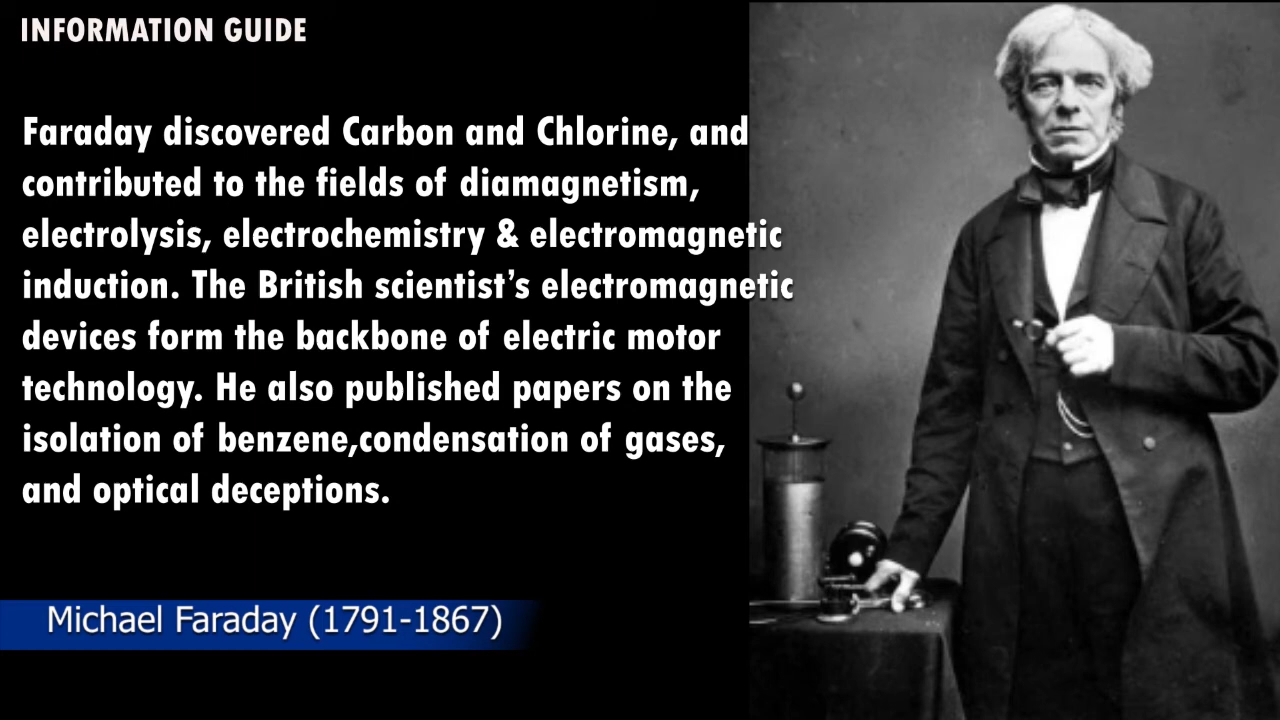 INFORMATION GUIDE
Faraday discovered Carbon and Chlorine, and
contributed to the fields of diamagnetism,
electrolysis, electrochemistry & electromagnetic
induction. The British scientist’s electromagnetic
devices form the backbone of electric motor
technology. He also published papers on the
isolation of benzene,condensation of gases,
and optical deceptions.
Michael Faraday (1791-1867)